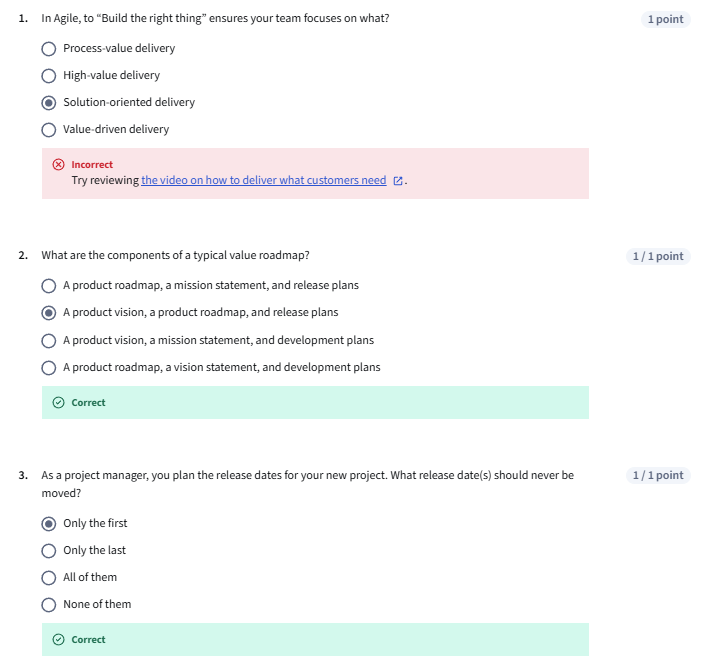 1. In Agile, to “Build the right thing” ensures your team focuses on what?
1 point
Process-value delivery
High-value delivery
Solution-oriented delivery
Value-driven delivery
Incorrect
Try reviewing the video on how to deliver what customers need .
2. What are the components of a typical value roadmap?
1 / 1 point
A product roadmap, a mission statement, and release plans
A product vision, a product roadmap, and release plans
A product vision, a mission statement, and development plans
A product roadmap, a vision statement, and development plans
Correct
3. As a project manager, you plan the release dates for your new project. What release date(s) should never be
moved?
1 / 1 point
Only the first
Only the last
All of them
None of them
Correct